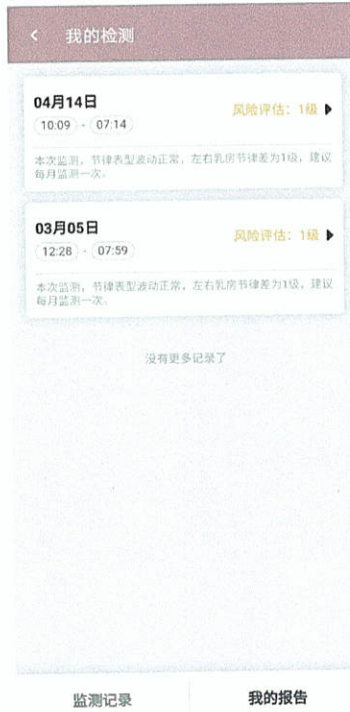 < 我的检测
04月14日
风险评估：1级
10:09 - 07:14
本次监测，节律表型波动正常，左右乳房节律差为1级，建议
每月监测一次。
03月05日
风险评估：1级
12:28 - 07:59
本次监测，节律表型波动正常，左右乳房节律差为1级，建议
每月监测一次。
没有更多记录了
监测记录
我的报告